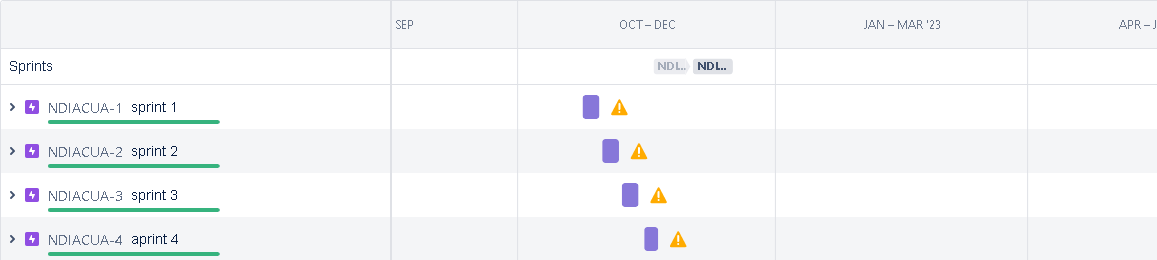 SEP OCT – DEC JAN – MAR '23 APR – J
Sprints NDI... NDI...
NDIACUA-1 sprint 1
NDIACUA-2 sprint 2
NDIACUA-3 sprint 3
NDIACUA-4 aprint 4